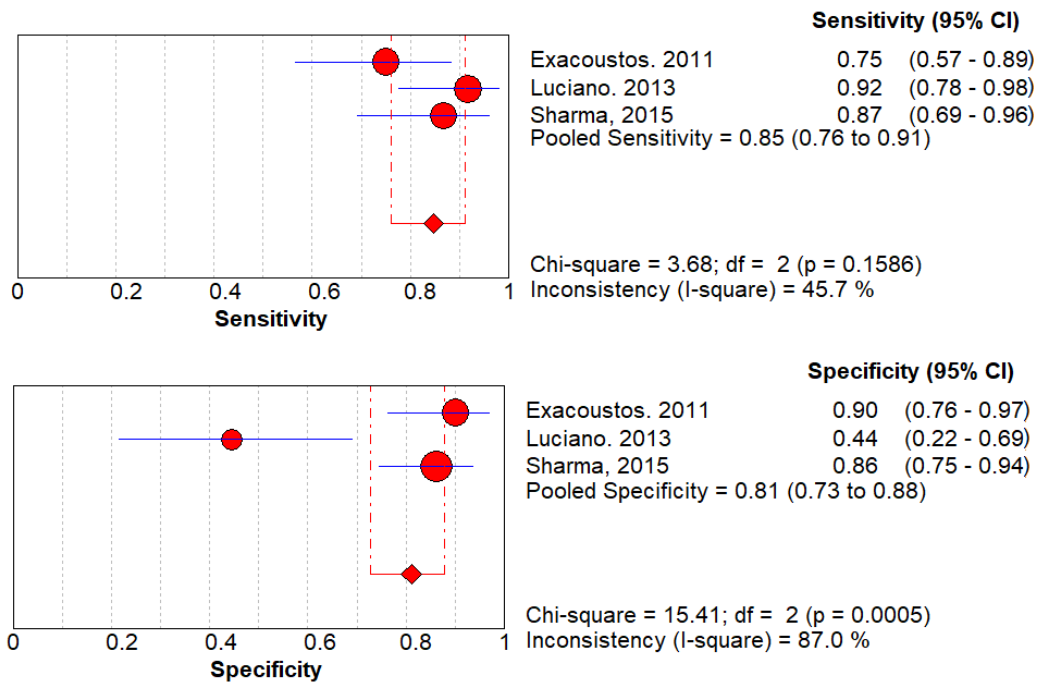 Sensitivity (95% CI)
Exacoustos. 2011 0.75 (0.57 - 0.89)
Luciano. 2013 0.92 (0.78 - 0.98)
Sharma, 2015 0.87 (0.69 - 0.96)
Pooled Sensitivity = 0.85 (0.76 to 0.91)
Chi-square = 3.68; df = 2 (p = 0.1586)
Inconsistency (I-square) = 45.7 %
0 0.2 0.4 0.6 0.8 1
Sensitivity
Specificity (95% CI)
Exacoustos. 2011 0.90 (0.76 - 0.97)
Luciano. 2013 0.44 (0.22 - 0.69)
Sharma, 2015 0.86 (0.75 - 0.94)
Pooled Specificity = 0.81 (0.73 to 0.88)
Chi-square = 15.41; df = 2 (p = 0.0005)
Inconsistency (I-square) = 87.0 %
0 0.2 0.4 0.6 0.8 1
Specificity